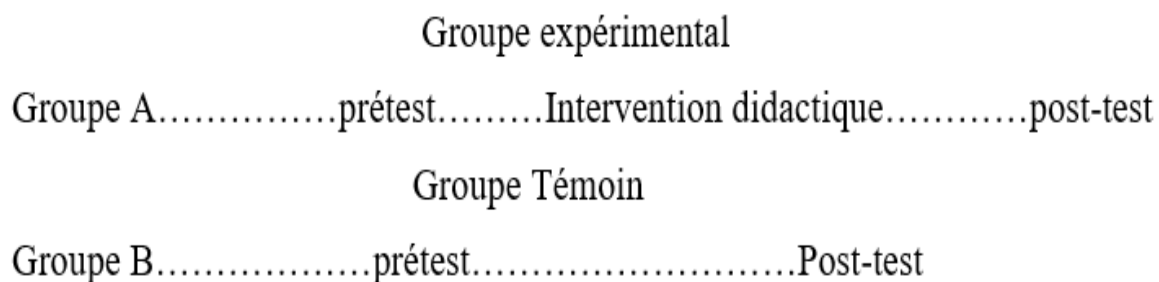 Groupe expérimental
Groupe A……………prétest………Intervention didactique…………post-test
Groupe Témoin
Groupe B………………prétest………………………Post-test